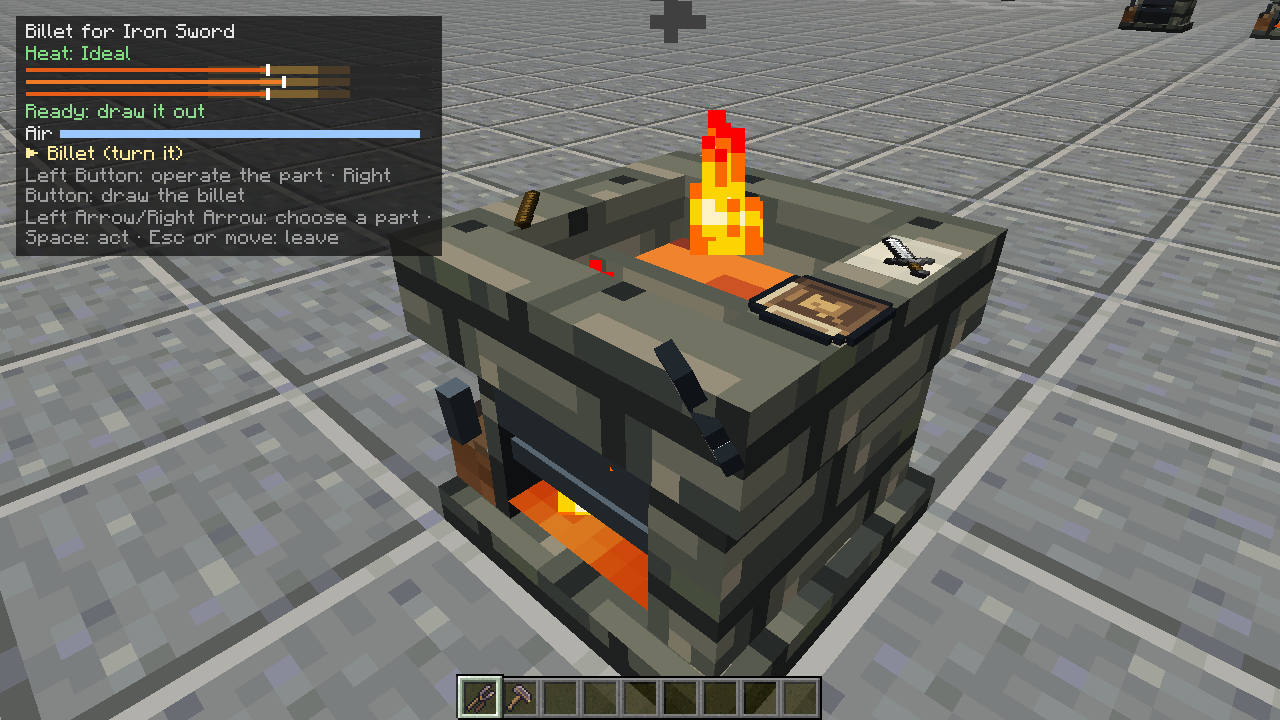 Billet for Iron Sword
Heat: Ideal
Ready: draw it out
Air
► Billet (turn it)
Left Button: operate the part · Right
Button: draw the billet
Left Arrow/Right Arrow: choose a part ·
Space: act · Esc or move: leave